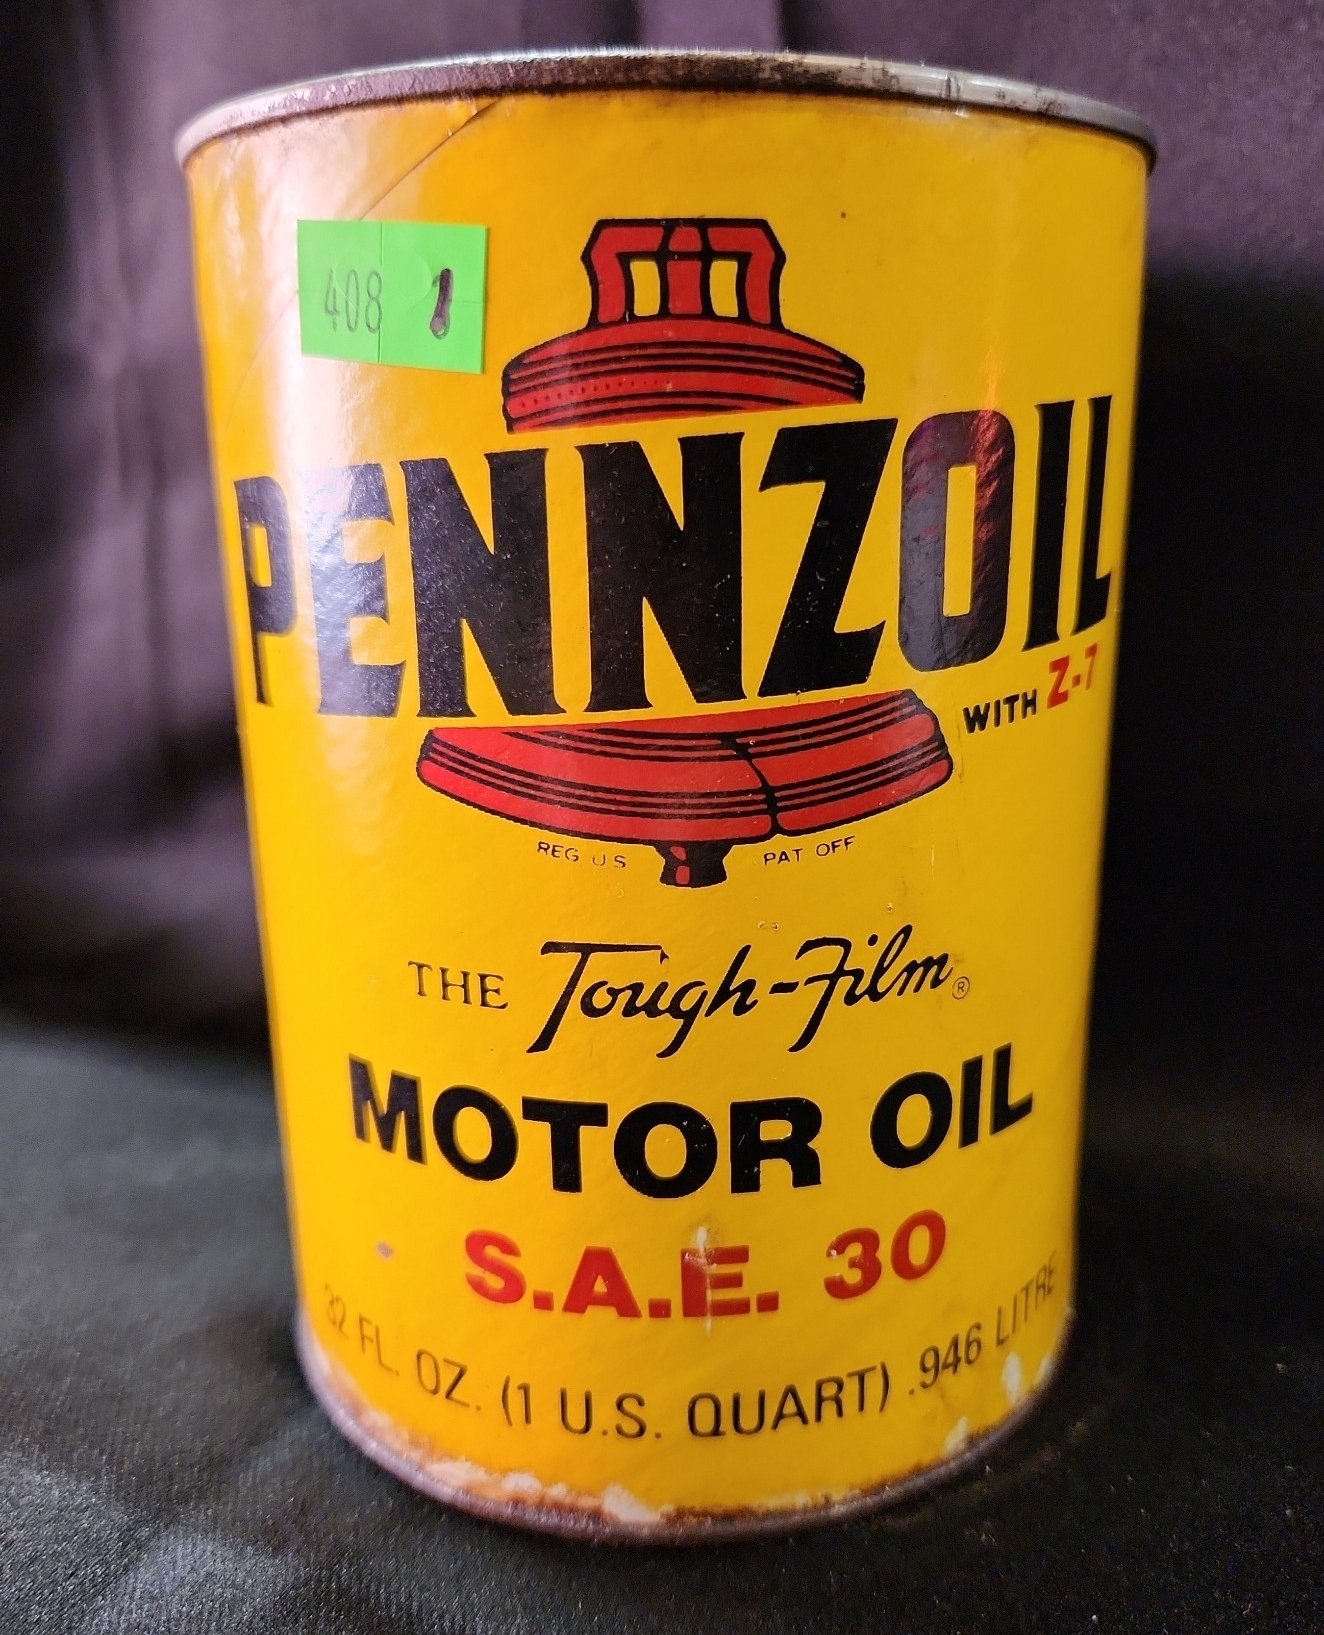 408 1
PENNZOIL
WITH Z-7
REG U S PAT OFF
THE Tough-Film®
MOTOR OIL
S.A.E. 30
32 FL. OZ. (1 U.S. QUART) .946 LITRE